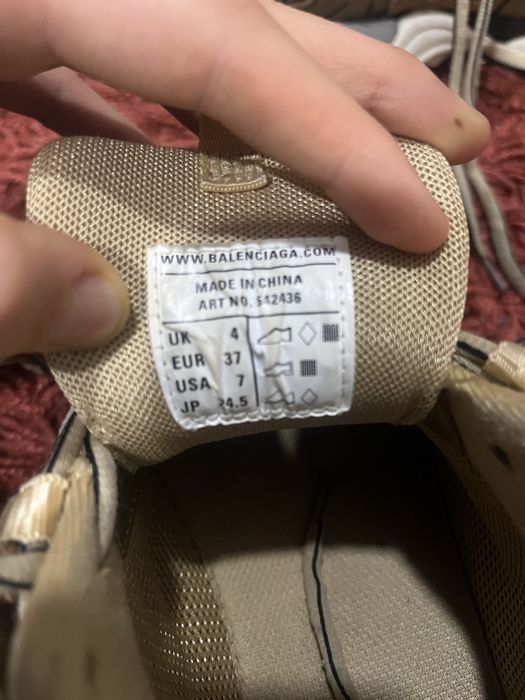 WWW.BALENCIAGA.COM
MADE IN CHINA
ART NO. 542436
UK 4
EUR 37
USA 7
JP 24.5